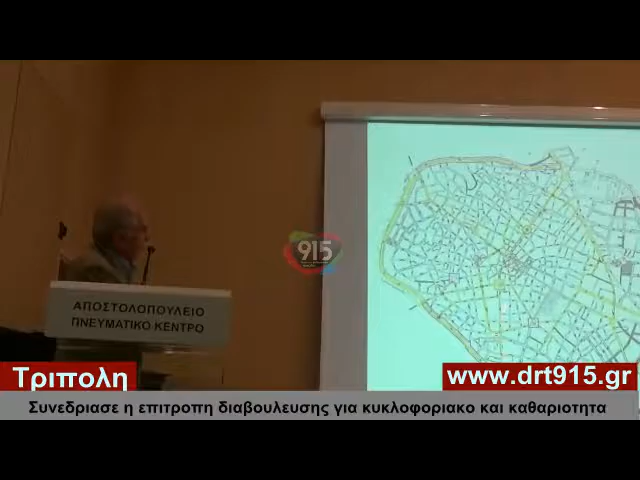 915
ΑΠΟΣΤΟΛΟΠΟΥΛΕΙΟ
ΠΝΕΥΜΑΤΙΚΟ ΚΕΝΤΡΟ
Τριπολη
www.drt915.gr
Συνεδριασε η επιτροπη διαβουλευσης για κυκλοφοριακο και καθαριοτητα